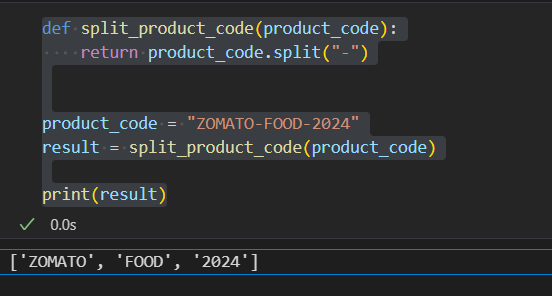 def split_product_code(product_code):
    return product_code.split("-")
product_code = "ZOMATO-FOOD-2024"
result = split_product_code(product_code)
print(result)
0.0s
['ZOMATO', 'FOOD', '2024']